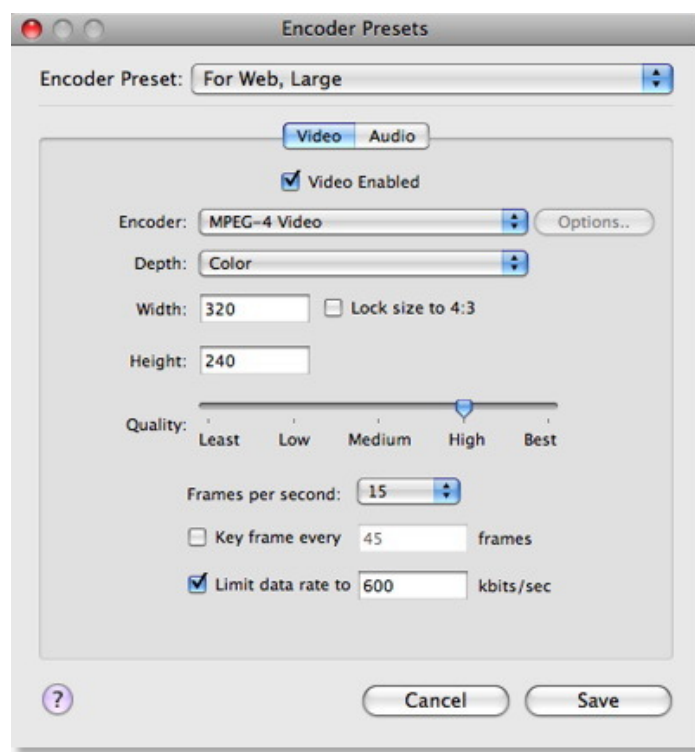 Encoder Presets
Encoder Preset: For Web, Large
Video Audio
Video Enabled
Encoder: MPEG-4 Video Options..
Depth: Color
Width: 320 Lock size to 4:3
Height: 240
Quality:
Least Low Medium High Best
Frames per second: 15
Key frame every 45 frames
Limit data rate to 600 kbits/sec
? Cancel Save